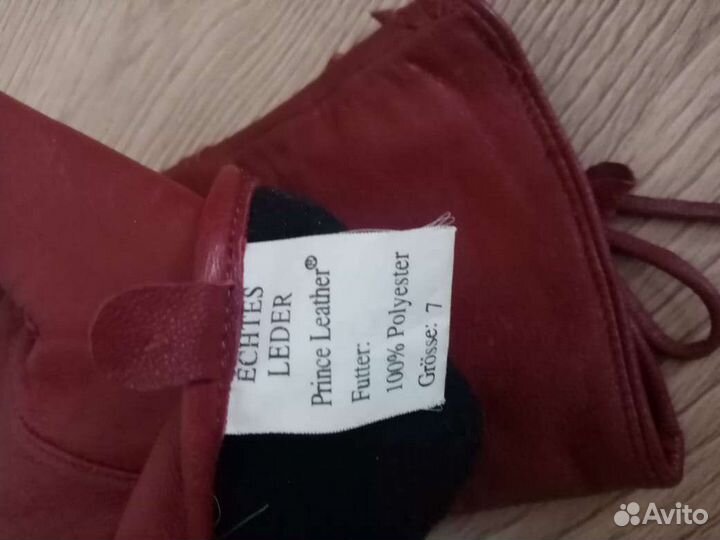 ECHTES
LEDER
Prince Leather®
Futter:
100% Polyester
Grösse: 7
Avito